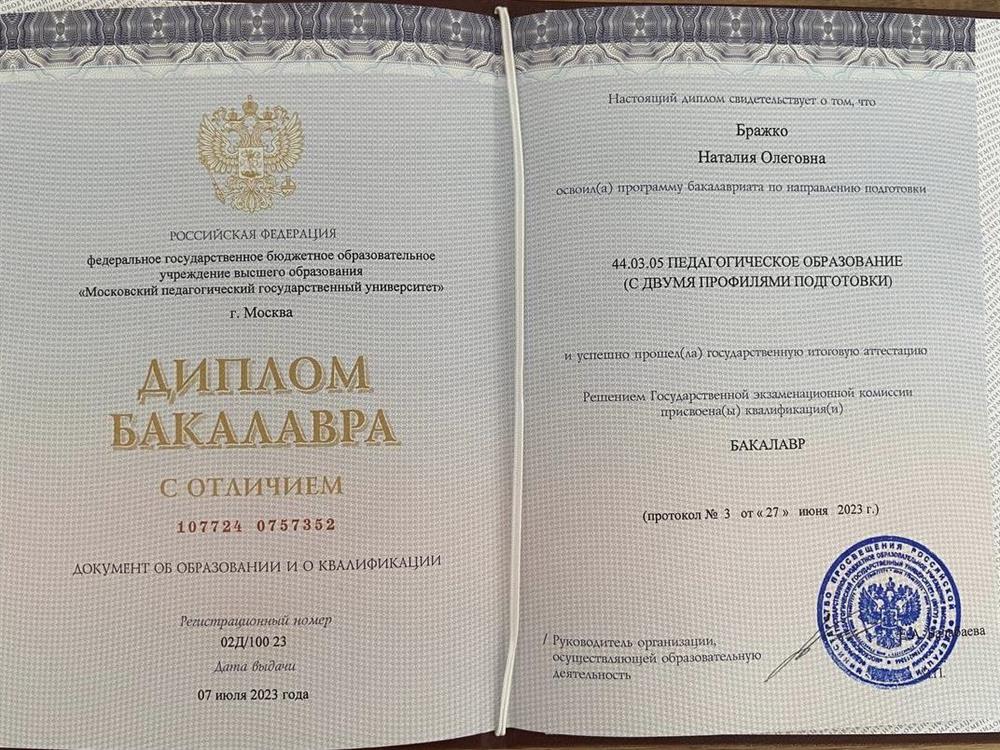 РОССИЙСКАЯ ФЕДЕРАЦИЯ
федеральное государственное бюджетное образовательное
учреждение высшего образования
«Московский педагогический государственный университет»
г. Москва
ДИПЛОМ
БАКАЛАВРА
С ОТЛИЧИЕМ
107724 0757352
ДОКУМЕНТ ОБ ОБРАЗОВАНИИ И О КВАЛИФИКАЦИИ
Регистрационный номер
02Д/100 23
Дата выдачи
07 июля 2023 года
Настоящий диплом свидетельствует о том, что
Бражко
Наталия Олеговна
освоил(а) программу бакалавриата по направлению подготовки
44.03.05 ПЕДАГОГИЧЕСКОЕ ОБРАЗОВАНИЕ
(С ДВУМЯ ПРОФИЛЯМИ ПОДГОТОВКИ)
и успешно прошел(ла) государственную итоговую аттестацию
Решением Государственной экзаменационной комиссии
присвоена(ы) квалификация(и)
БАКАЛАВР
(протокол № 3 от « 27 » июня 2023 г.)
/ Руководитель организации,
осуществляющей образовательную
деятельность
МИНИСТЕРСТВО ПРОСВЕЩЕНИЯ РОССИЙСКОЙ ФЕДЕРАЦИИ